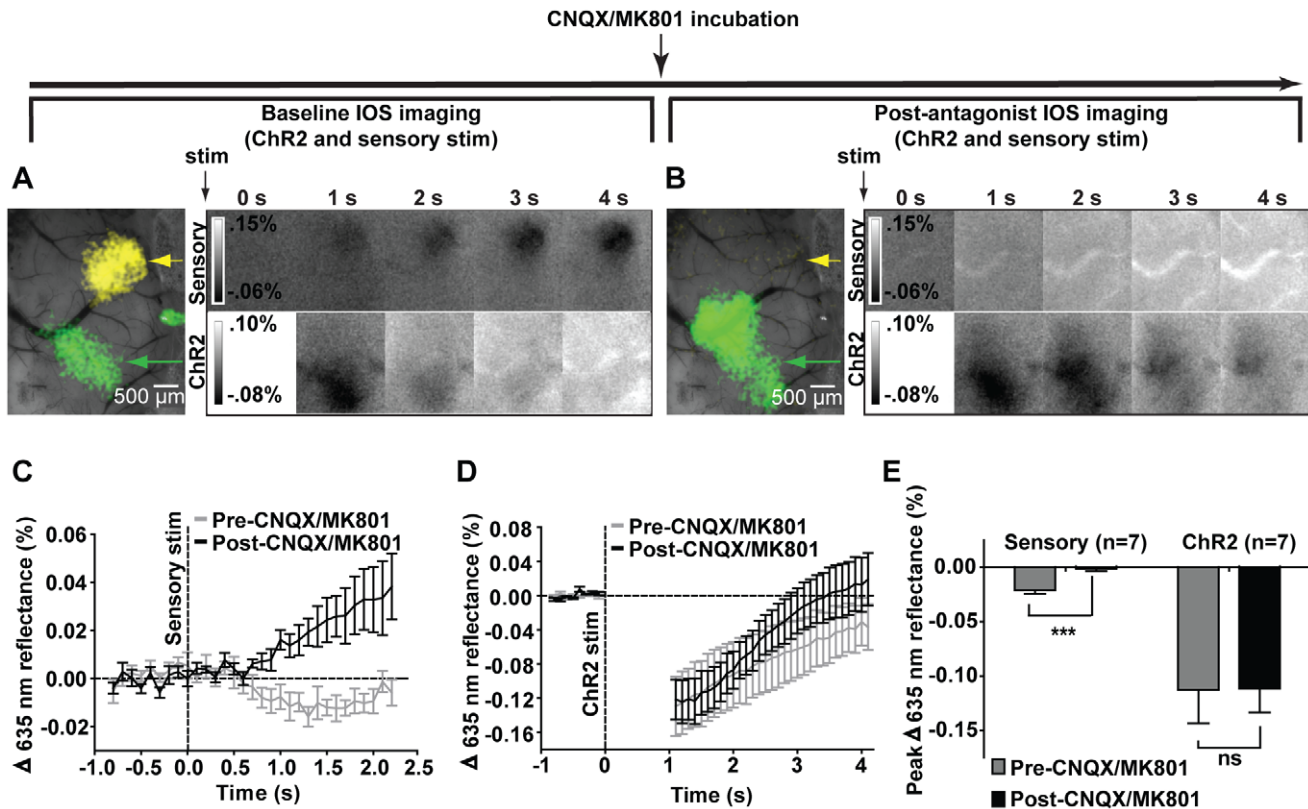 CNQX/MK801 incubation
Baseline IOS imaging
(ChR2 and sensory stim)
Post-antagonist IOS imaging
(ChR2 and sensory stim)
A
stim
0 s 1 s 2 s 3 s 4 s
Sensory
.15%
-.06%
ChR2
.10%
-.08%
500 µm
B
stim
0 s 1 s 2 s 3 s 4 s
Sensory
.15%
-.06%
ChR2
.10%
-.08%
500 µm
C
Δ 635 nm reflectance (%)
0.06
0.04
0.02
0.00
-0.02
Sensory stim
Pre-CNQX/MK801
Post-CNQX/MK801
-1.0 -0.5 0.0 0.5 1.0 1.5 2.0 2.5
Time (s)
D
Δ 635 nm reflectance (%)
0.08
0.04
0.00
-0.04
-0.08
-0.12
-0.16
ChR2 stim
Pre-CNQX/MK801
Post-CNQX/MK801
-1 0 1 2 3 4
Time (s)
E
Peak Δ 635 nm reflectance (%)
Sensory (n=7) ChR2 (n=7)
0.00
-0.05
-0.10
-0.15
***
ns
Pre-CNQX/MK801
Post-CNQX/MK801